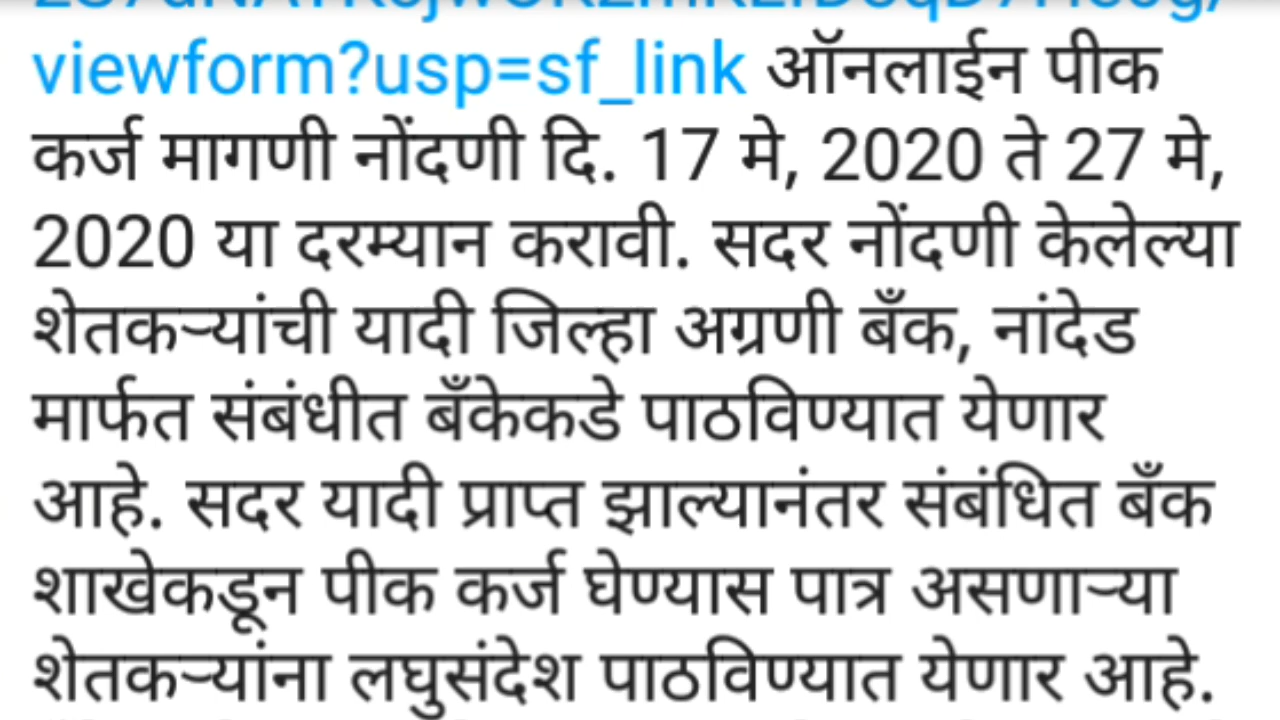 viewform?usp=sf_link ऑनलाईन पीक
कर्ज मागणी नोंदणी दि. 17 मे, 2020 ते 27 मे,
2020 या दरम्यान करावी. सदर नोंदणी केलेल्या
शेतकऱ्यांची यादी जिल्हा अग्रणी बँक, नांदेड
मार्फत संबंधीत बँकेकडे पाठविण्यात येणार
आहे. सदर यादी प्राप्त झाल्यानंतर संबंधित बँक
शाखेकडून पीक कर्ज घेण्यास पात्र असणाऱ्या
शेतकऱ्यांना लघुसंदेश पाठविण्यात येणार आहे.